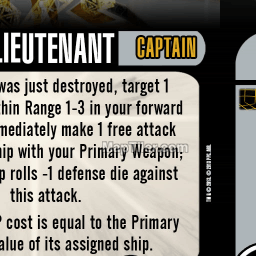 LIEUTENANT CAPTAIN
was just destroyed, target 1
thin Range 1-3 in your forward
mediately make 1 free attack
hip with your Primary Weapon;
p rolls -1 defense die against
this attack.
P cost is equal to the Primary
alue of its assigned ship.